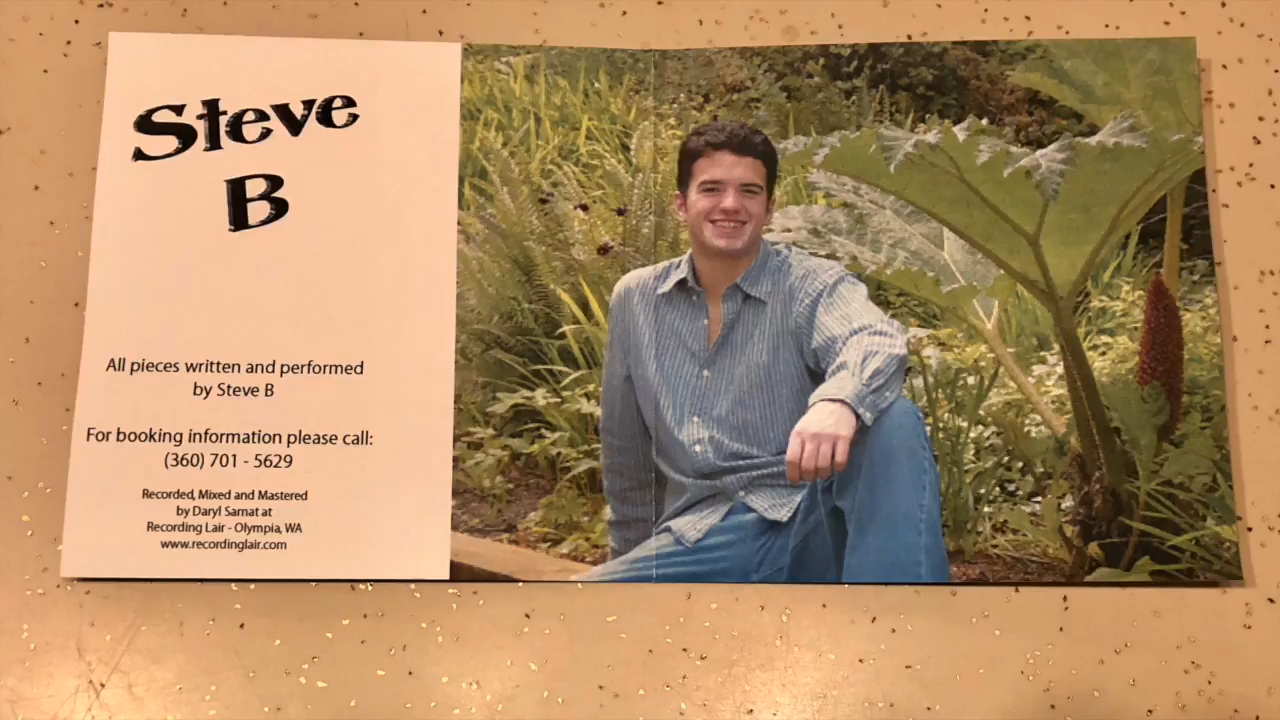 Steve
B
All pieces written and performed
by Steve B
For booking information please call:
(360) 701 - 5629
Recorded, Mixed and Mastered
by Daryl Samat at
Recording Lair - Olympia, WA
www.recordinglair.com